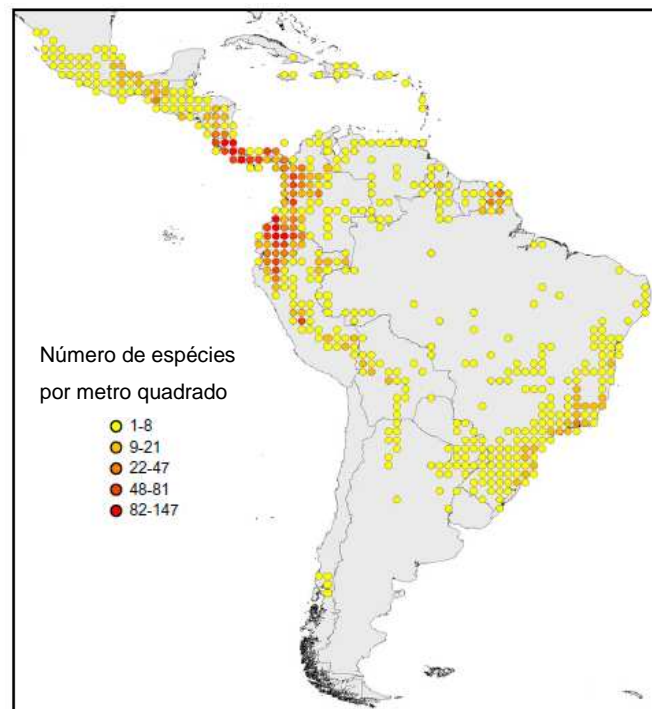 Número de espécies
por metro quadrado
1-8
9-21
22-47
48-81
82-147